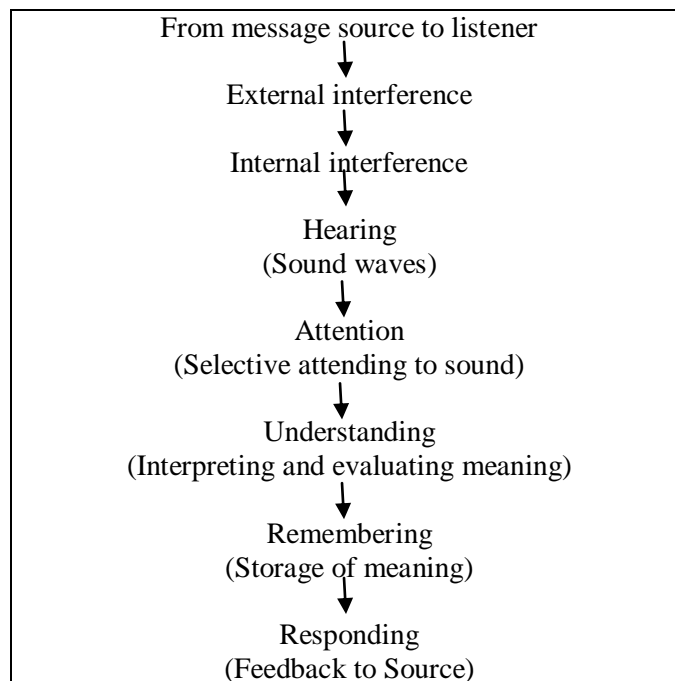 From message source to listener
External interference
Internal interference
Hearing
(Sound waves)
Attention
(Selective attending to sound)
Understanding
(Interpreting and evaluating meaning)
Remembering
(Storage of meaning)
Responding
(Feedback to Source)